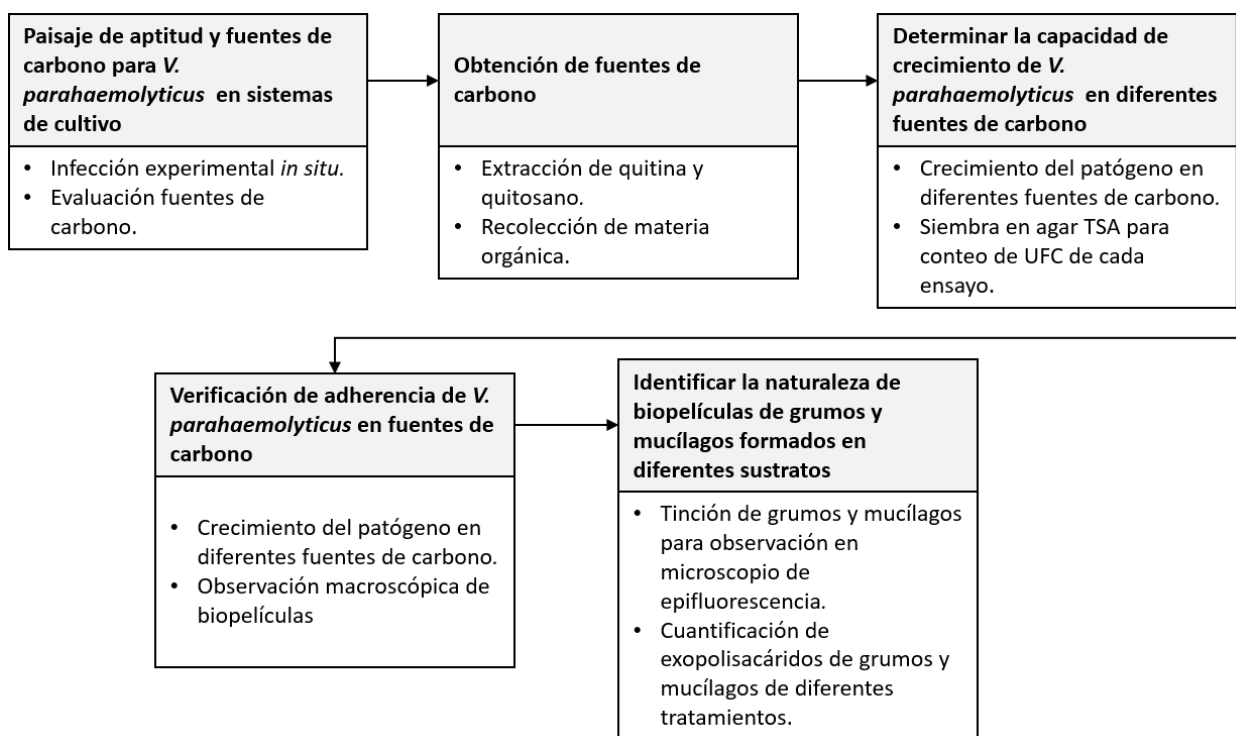 Paisaje de aptitud y fuentes de
carbono para V.
parahaemolyticus en sistemas
de cultivo
• Infección experimental in situ.
• Evaluación fuentes de
carbono.
Obtención de fuentes de
carbono
• Extracción de quitina y
quitosano.
• Recolección de materia
orgánica.
Determinar la capacidad de
crecimiento de V.
parahaemolyticus en diferentes
fuentes de carbono
• Crecimiento del patógeno en
diferentes fuentes de carbono.
• Siembra en agar TSA para
conteo de UFC de cada
ensayo.
Verificación de adherencia de V.
parahaemolyticus en fuentes de
carbono
• Crecimiento del patógeno en
diferentes fuentes de carbono.
• Observación macroscópica de
biopelículas
Identificar la naturaleza de
biopelículas de grumos y
mucílagos formados en
diferentes sustratos
• Tinción de grumos y mucílagos
para observación en
microscopio de
epifluorescencia.
• Cuantificación de
exopolisacáridos de grumos y
mucílagos de diferentes
tratamientos.